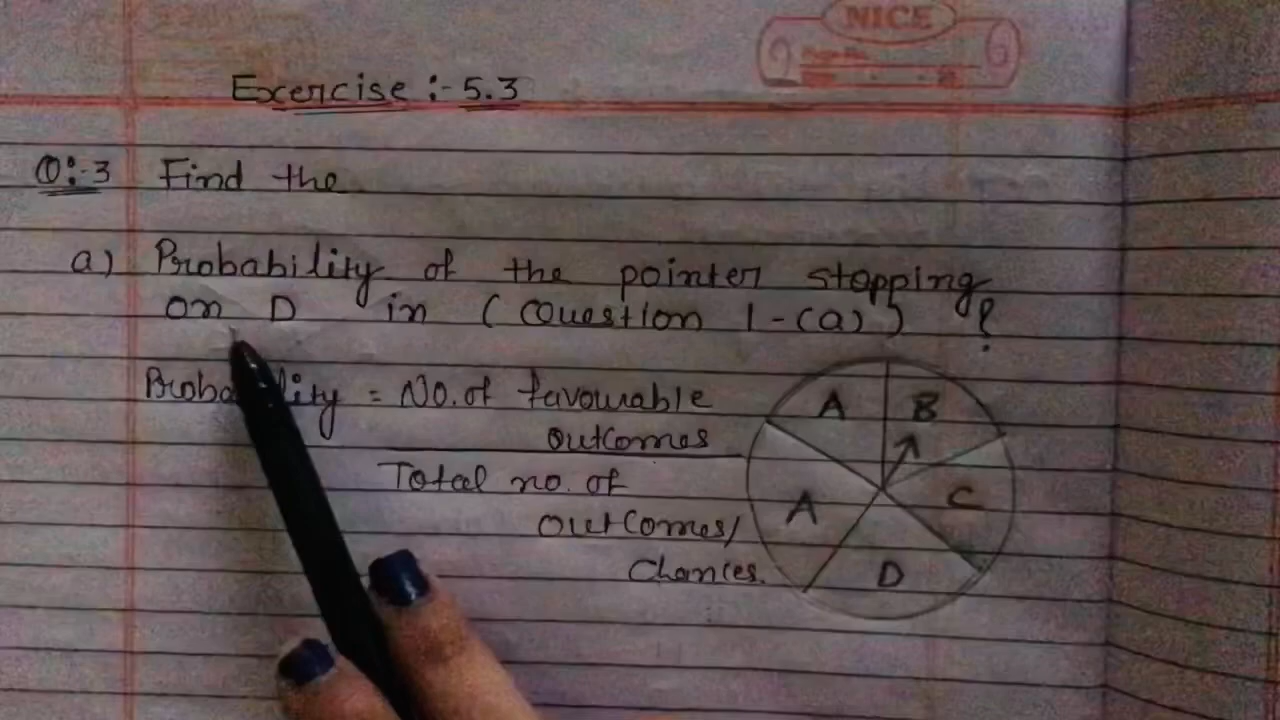 NICE
Exercise :- 5.3
Q:-3 Find the
a) Probability of the pointer stopping
on D in (Question 1-(a)) ?
Probability = No. of favourable
outcomes
Total no. of
outcomes/
Chances.
A B
A C
D